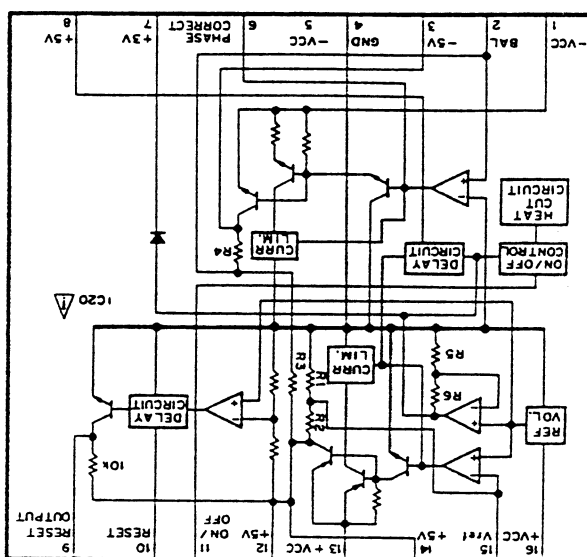 16 15 14 13 +VCC 12 11 10 9
+VCC Vref +5V +5V ON/OFF RESET RESET OUTPUT
10k
REF VOL.
R6
R5
R2
R1
R3
CURR LIM.
DELAY CIRCUIT
+
-
IC20
!
ON/OFF CONTROL
DELAY CIRCUIT
CURR LIM.
R4
HEAT CUT CIRCUIT
1 2 3 4 5 6 7 8
-VCC BAL -5V GND -VCC PHASE CORRECT +3V +5V